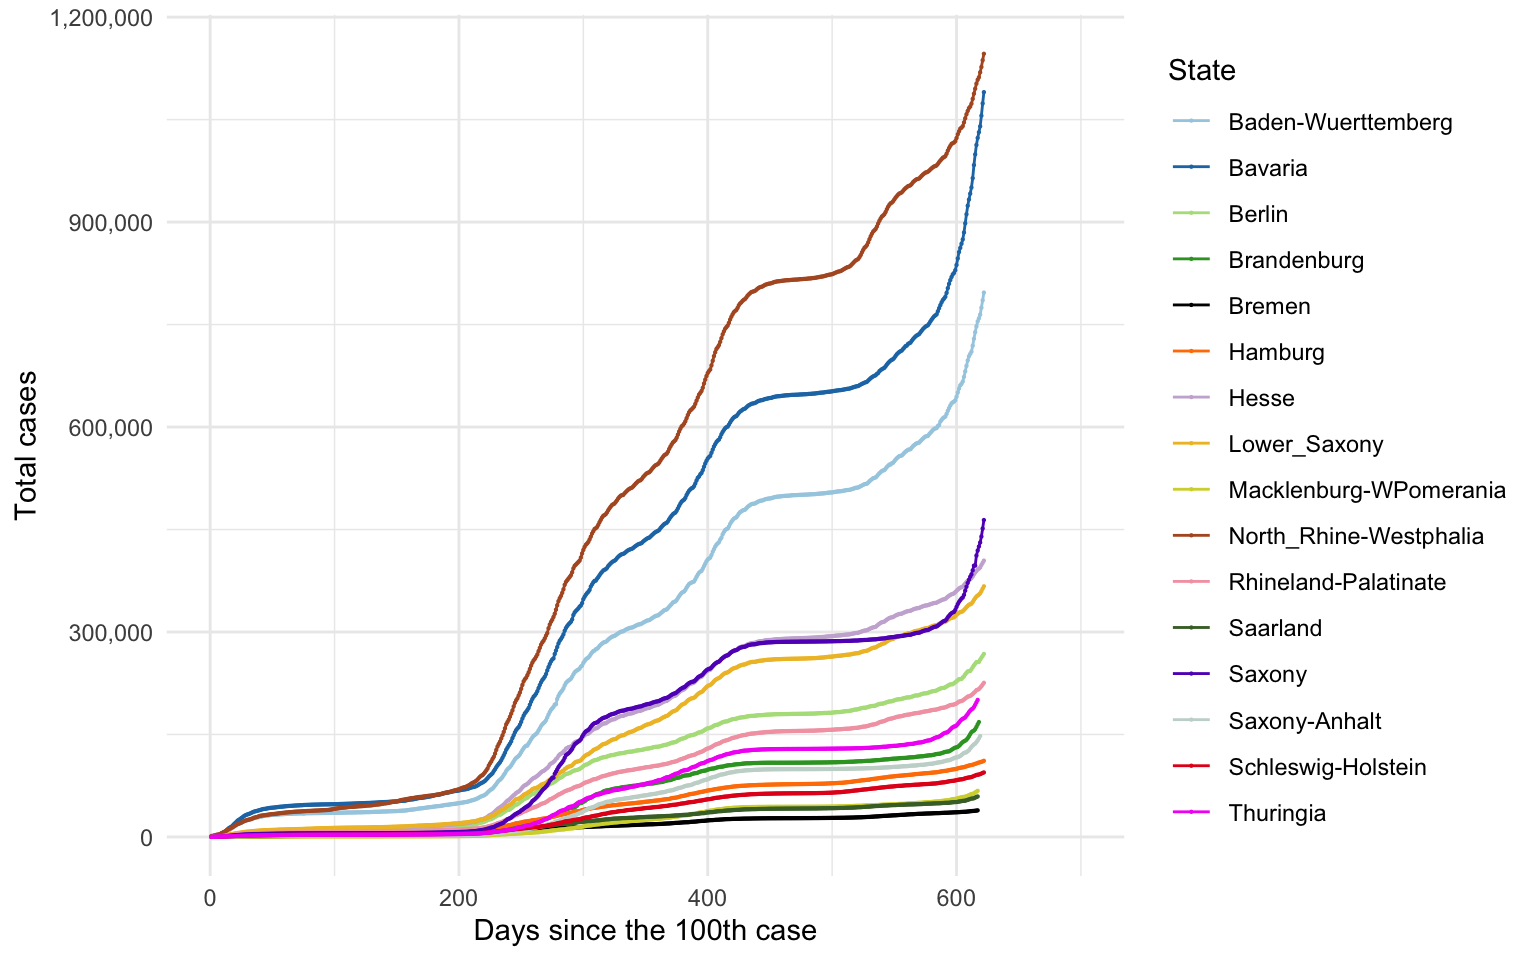 Total cases
1,200,000
900,000
600,000
300,000
0
0 200 400 600
Days since the 100th case
State
Baden-Wuerttemberg
Bavaria
Berlin
Brandenburg
Bremen
Hamburg
Hesse
Lower_Saxony
Macklenburg-WPomerania
North_Rhine-Westphalia
Rhineland-Palatinate
Saarland
Saxony
Saxony-Anhalt
Schleswig-Holstein
Thuringia